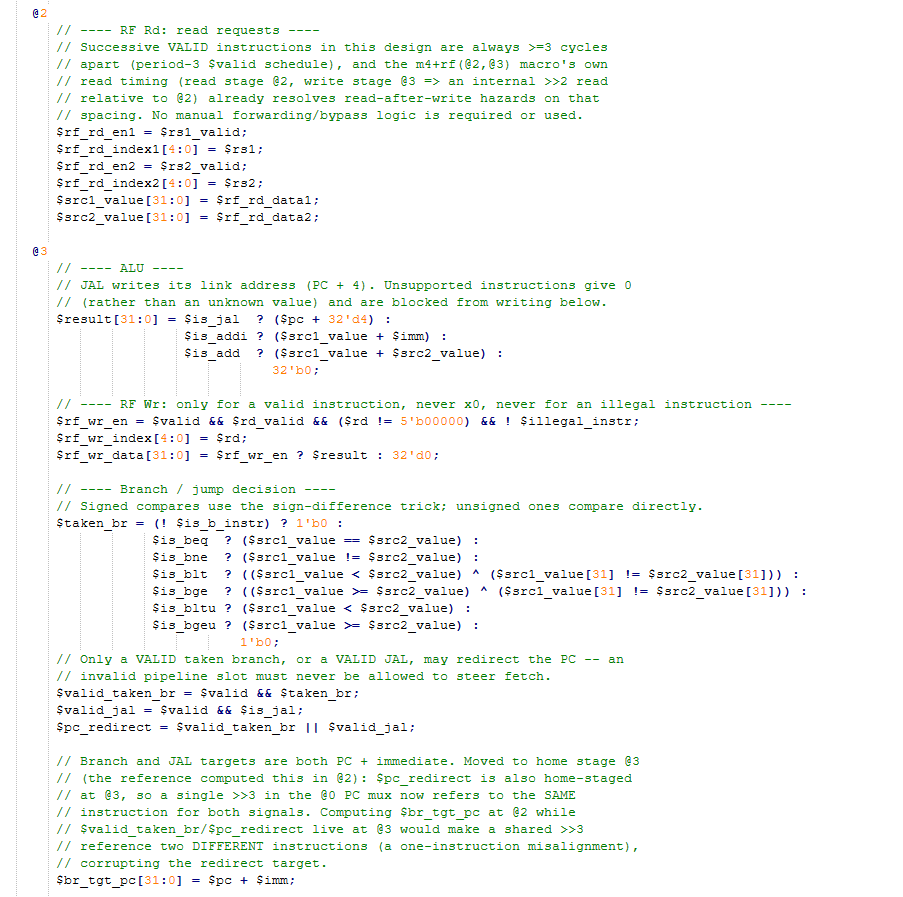 @2
// ---- RF Rd: read requests ----
// Successive VALID instructions in this design are always >=3 cycles
// apart (period-3 $valid schedule), and the m4+rf(@2,@3) macro's own
// read timing (read stage @2, write stage @3 => an internal >>2 read
// relative to @2) already resolves read-after-write hazards on that
// spacing. No manual forwarding/bypass logic is required or used.
$rf_rd_en1 = $rs1_valid;
$rf_rd_index1[4:0] = $rs1;
$rf_rd_en2 = $rs2_valid;
$rf_rd_index2[4:0] = $rs2;
$src1_value[31:0] = $rf_rd_data1;
$src2_value[31:0] = $rf_rd_data2;
@3
// ---- ALU ----
// JAL writes its link address (PC + 4). Unsupported instructions give 0
// (rather than an unknown value) and are blocked from writing below.
$result[31:0] = $is_jal  ? ($pc + 32'd4) :
$is_addi ? ($src1_value + $imm) :
$is_add  ? ($src1_value + $src2_value) :
32'b0;
// ---- RF Wr: only for a valid instruction, never x0, never for an illegal instruction ----
$rf_wr_en = $valid && $rd_valid && ($rd != 5'b00000) && ! $illegal_instr;
$rf_wr_index[4:0] = $rd;
$rf_wr_data[31:0] = $rf_wr_en ? $result : 32'd0;
// ---- Branch / jump decision ----
// Signed compares use the sign-difference trick; unsigned ones compare directly.
$taken_br = (! $is_b_instr) ? 1'b0 :
$is_beq  ? ($src1_value == $src2_value) :
$is_bne  ? ($src1_value != $src2_value) :
$is_blt  ? (($src1_value < $src2_value) ^ ($src1_value[31] != $src2_value[31])) :
$is_bge  ? (($src1_value >= $src2_value) ^ ($src1_value[31] != $src2_value[31])) :
$is_bltu ? ($src1_value < $src2_value) :
$is_bgeu ? ($src1_value >= $src2_value) :
1'b0;
// Only a VALID taken branch, or a VALID JAL, may redirect the PC -- an
// invalid pipeline slot must never be allowed to steer fetch.
$valid_taken_br = $valid && $taken_br;
$valid_jal = $valid && $is_jal;
$pc_redirect = $valid_taken_br || $valid_jal;
// Branch and JAL targets are both PC + immediate. Moved to home stage @3
// (the reference computed this in @2): $pc_redirect is also home-staged
// at @3, so a single >>3 in the @0 PC mux now refers to the SAME
// instruction for both signals. Computing $br_tgt_pc at @2 while
// $valid_taken_br/$pc_redirect live at @3 would make a shared >>3
// reference two DIFFERENT instructions (a one-instruction misalignment),
// corrupting the redirect target.
$br_tgt_pc[31:0] = $pc + $imm;